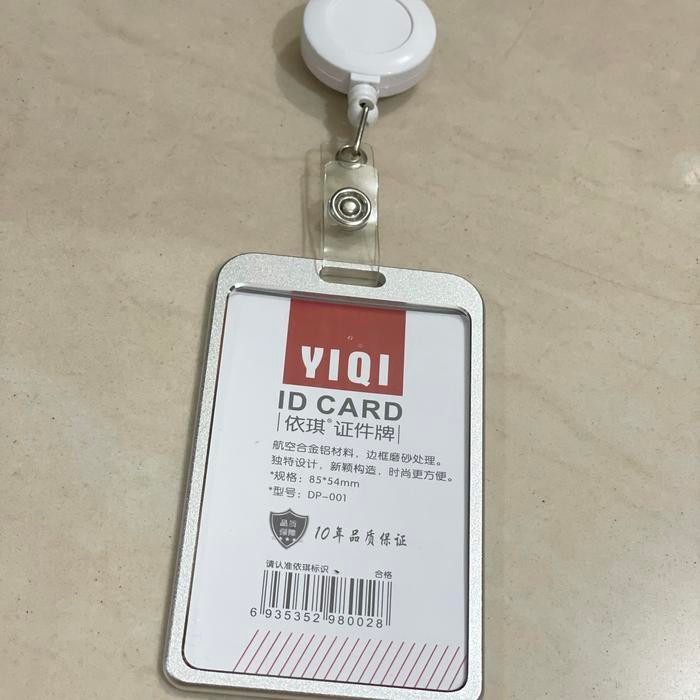 YIQI
ID CARD
依琪®证件牌
航空合金铝材料，边框磨砂处理。
独特设计，新颖构造，时尚更方便。
*规格：85*54mm
*型号：DP-001
品质
保障
10年品质保证
请认准依琪标识 合格
6 935352 980028